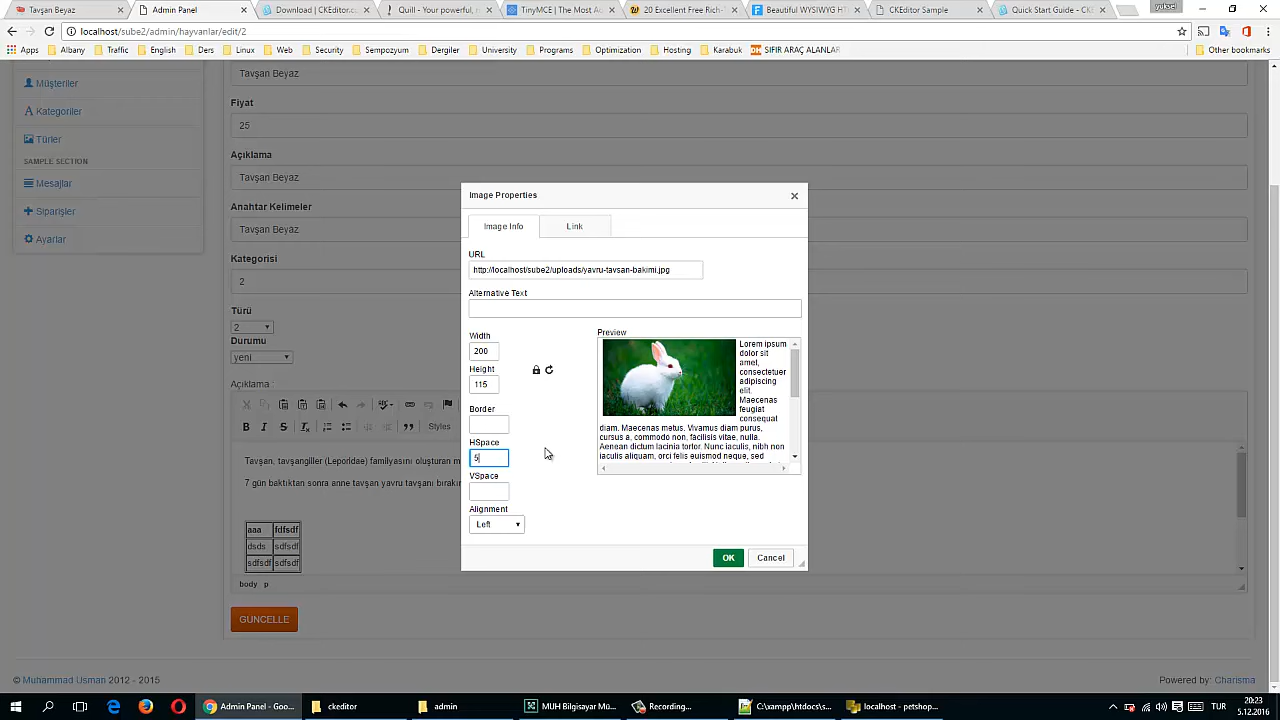 Tavşan Beyaz
Admin Panel
Download | CKEditor.c
Quill - Your powerful, r
TinyMCE | The Most A
20 Excellent Free Rich-
Beautiful WYSIWYG H
CKEditor Sample
Quick Start Guide - CK
yuksel
localhost/sube2/admin/hayvanlar/edit/2
Apps
Albany
Traffic
English
Ders
Linux
Web
Security
Sempozyum
Dergiler
University
Programs
Optimization
Hosting
Karabuk
SIFIR ARAÇ ALANLAR
Other bookmarks
Müşteriler
Kategoriler
Türler
SAMPLE SECTION
Mesajlar
Siparişler
Ayarlar
Tavşan Beyaz
Fiyat
25
Açıklama
Tavşan Beyaz
Anahtar Kelimeler
Tavşan Beyaz
Kategorisi
2
Türü
2
Durumu
yeni
Açıklama :
Styles
Tavşan, tavşangiller (Leporidae) familyasını oluşturan m
7 gün baktıktan sonra anne tavşan yavru tavşanı bırakır
aaa fdfsdf
dsds sdfsdf
sdfsdf sdfsdf
body p
GUNCELLE
Image Properties
Image Info
Link
URL
http://localhost/sube2/uploads/yavru-tavsan-bakimi.jpg
Alternative Text
Width
200
Height
115
Border
HSpace
5
VSpace
Alignment
Left
Preview
Lorem ipsum
dolor sit
amet,
consectetuer
adipiscing
elit.
Maecenas
feugiat
consequat
diam. Maecenas metus. Vivamus diam purus,
cursus a, commodo non, facilisis vitae, nulla.
Aenean dictum lacinia tortor. Nunc iaculis, nibh non
iaculis aliquam, orci felis euismod neque, sed
OK
Cancel
© Muhammad Usman 2012 - 2015
Powered by: Charisma
Admin Panel - Goo...
ckeditor
admin
MUH Bilgisayar Mü...
Recording...
C:\xampp\htdocs\s...
localhost - petshop...
TUR
20:23
5.12.2016